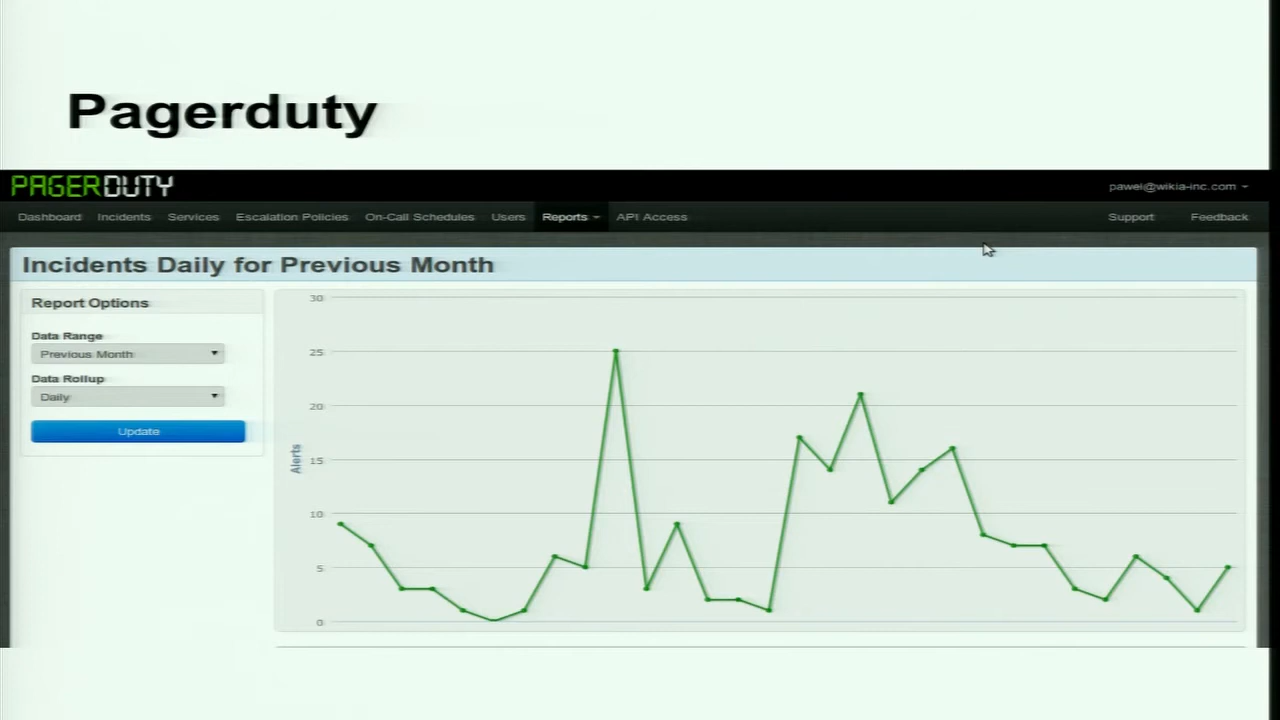 Pagerduty
PAGERDUTY
pawel@wikia-inc.com
Dashboard Incidents Services Escalation Policies On-Call Schedules Users Reports API Access Support Feedback
Incidents Daily for Previous Month
Report Options
Data Range
Previous Month
Data Rollup
Daily
Update
Alerts
30
25
20
15
10
5
0